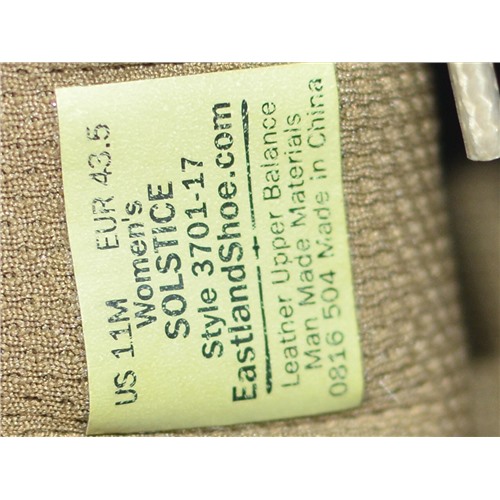 US 11M EUR 43.5
Women's
SOLSTICE
Style 3701-17
EastlandShoe.com
Leather Upper Balance
Man Made Materials
0816 504 Made in China